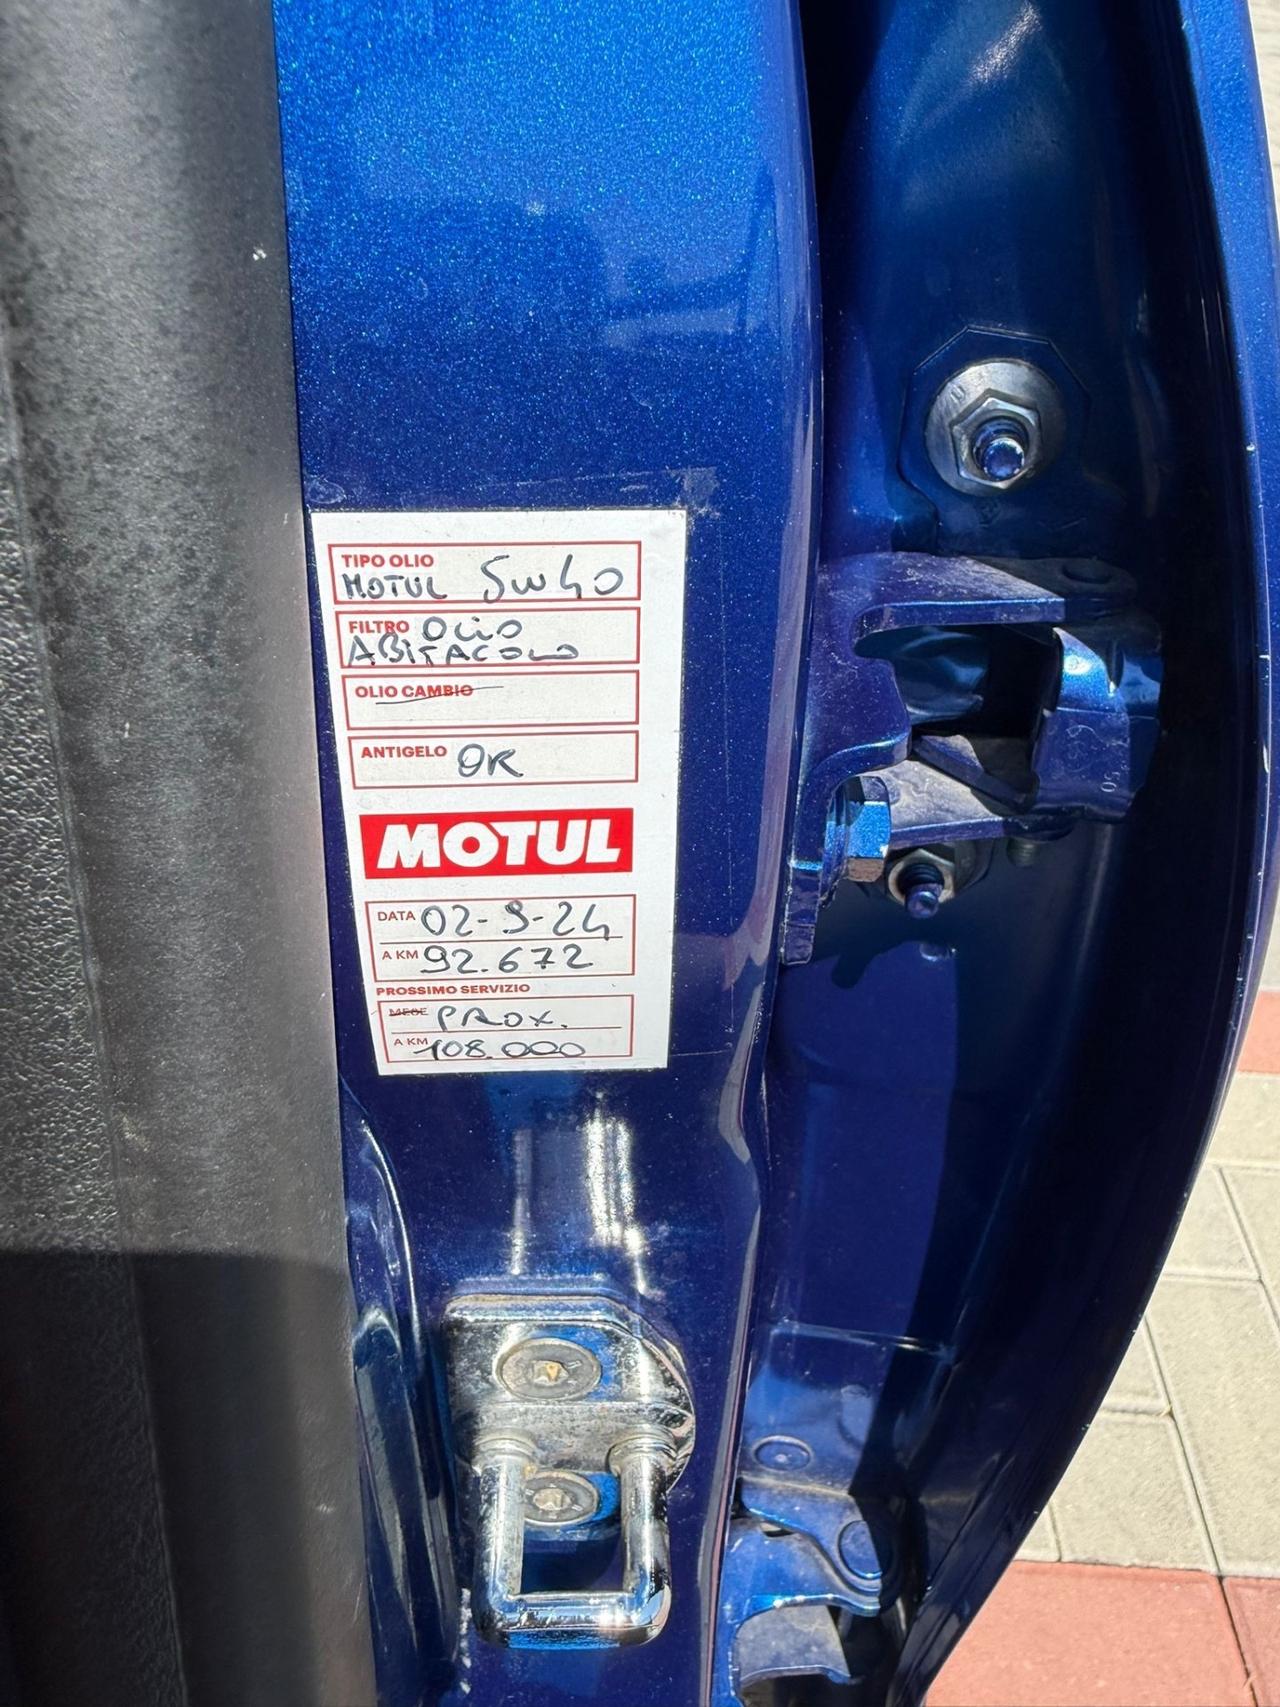 TIPO OLIO
MOTUL 5W40
FILTRO OLIO
ABITACOLO
OLIO CAMBIO
ANTIGELO OK
MOTUL
DATA 02-9-24
A KM 92.672
PROSSIMO SERVIZIO
MESE PROX.
A KM 108.000